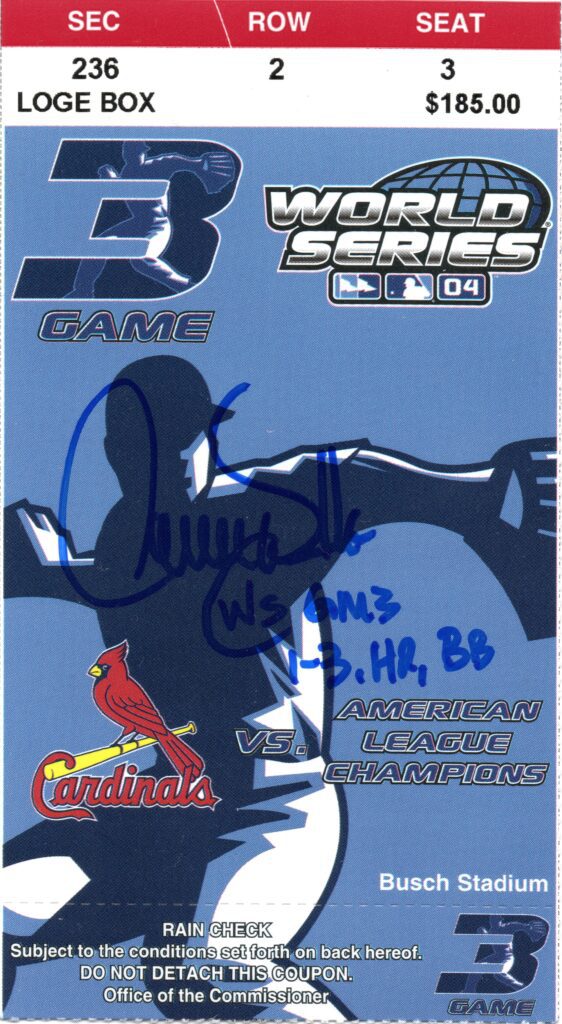 SEC ROW SEAT
236 2 3
LOGE BOX $185.00
3
GAME
WORLD
SERIES
04
WS GM3
1-3, HR, BB
Cardinals
VS.
AMERICAN
LEAGUE
CHAMPIONS
Busch Stadium
RAIN CHECK
Subject to the conditions set forth on back hereof.
DO NOT DETACH THIS COUPON.
Office of the Commissioner
3
GAME